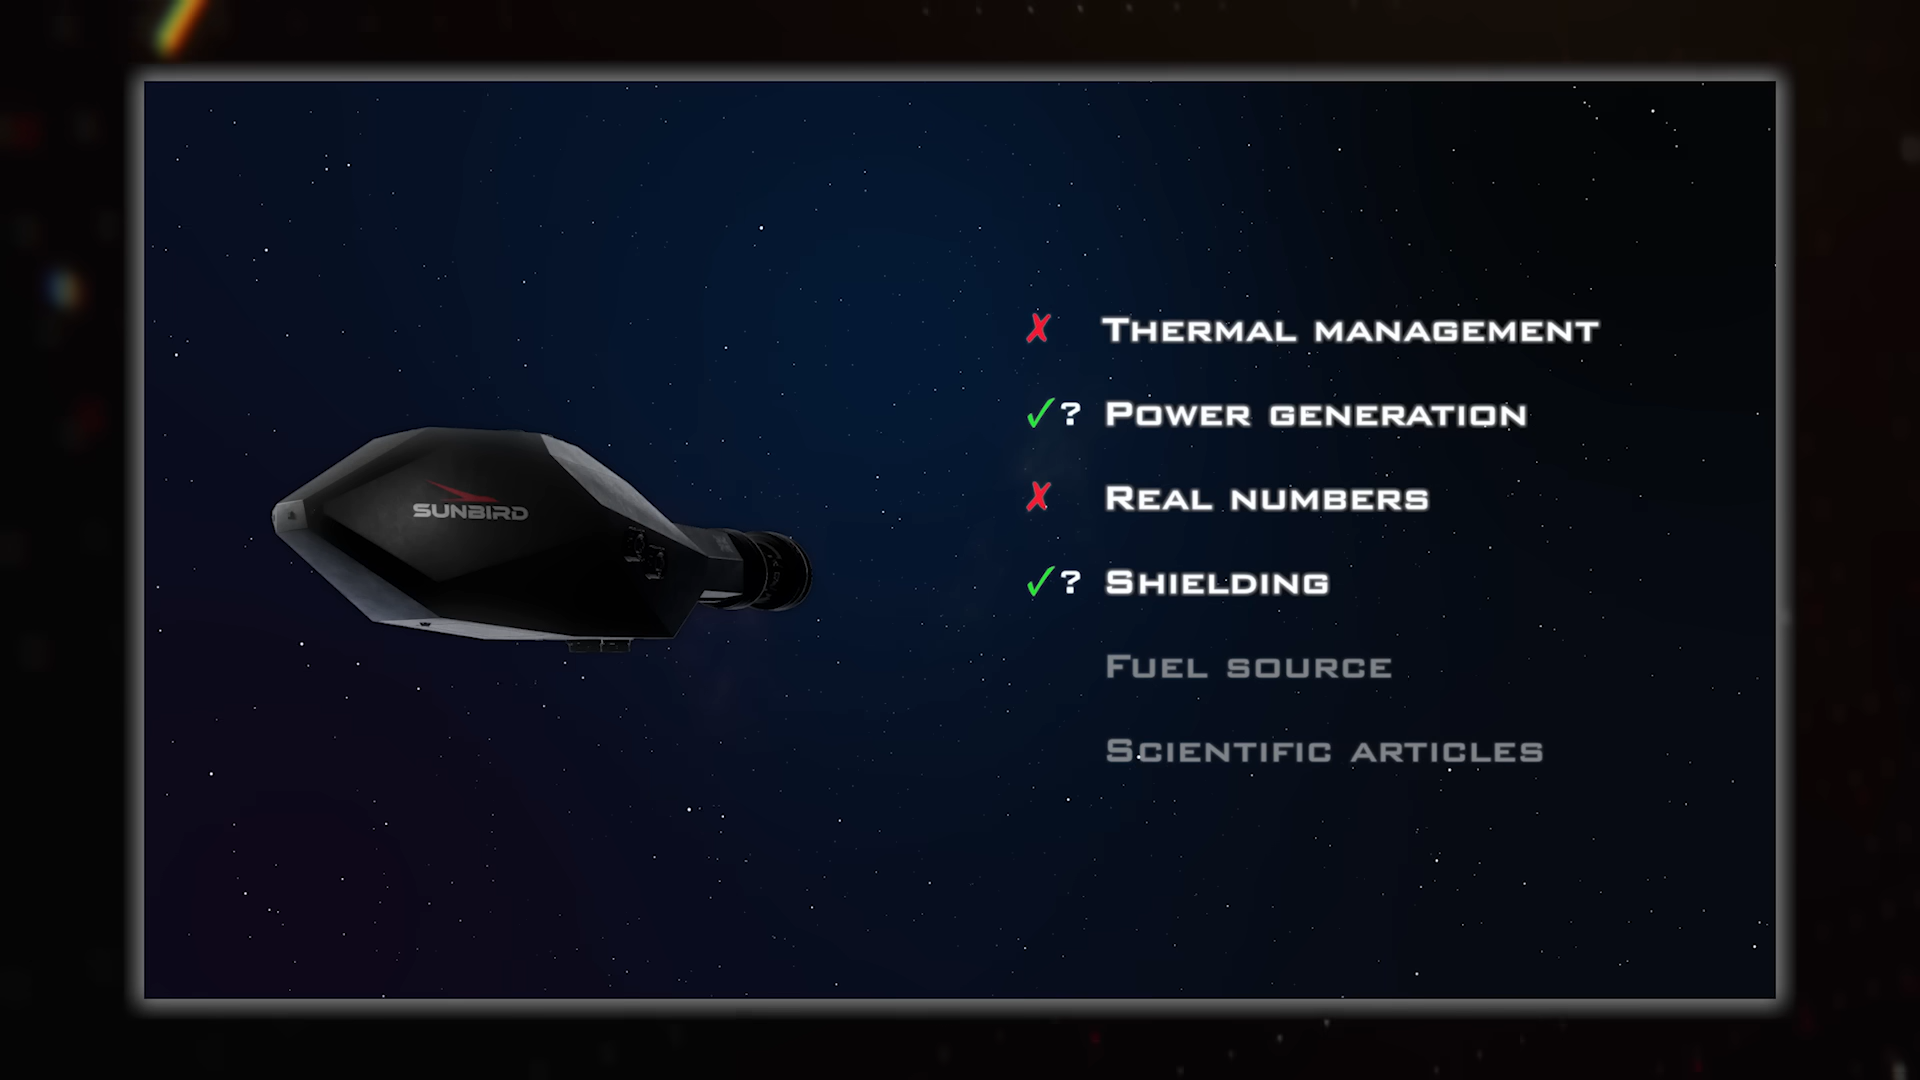 SUNBIRD
✗ THERMAL MANAGEMENT
✓? POWER GENERATION
✗ REAL NUMBERS
✓? SHIELDING
FUEL SOURCE
SCIENTIFIC ARTICLES